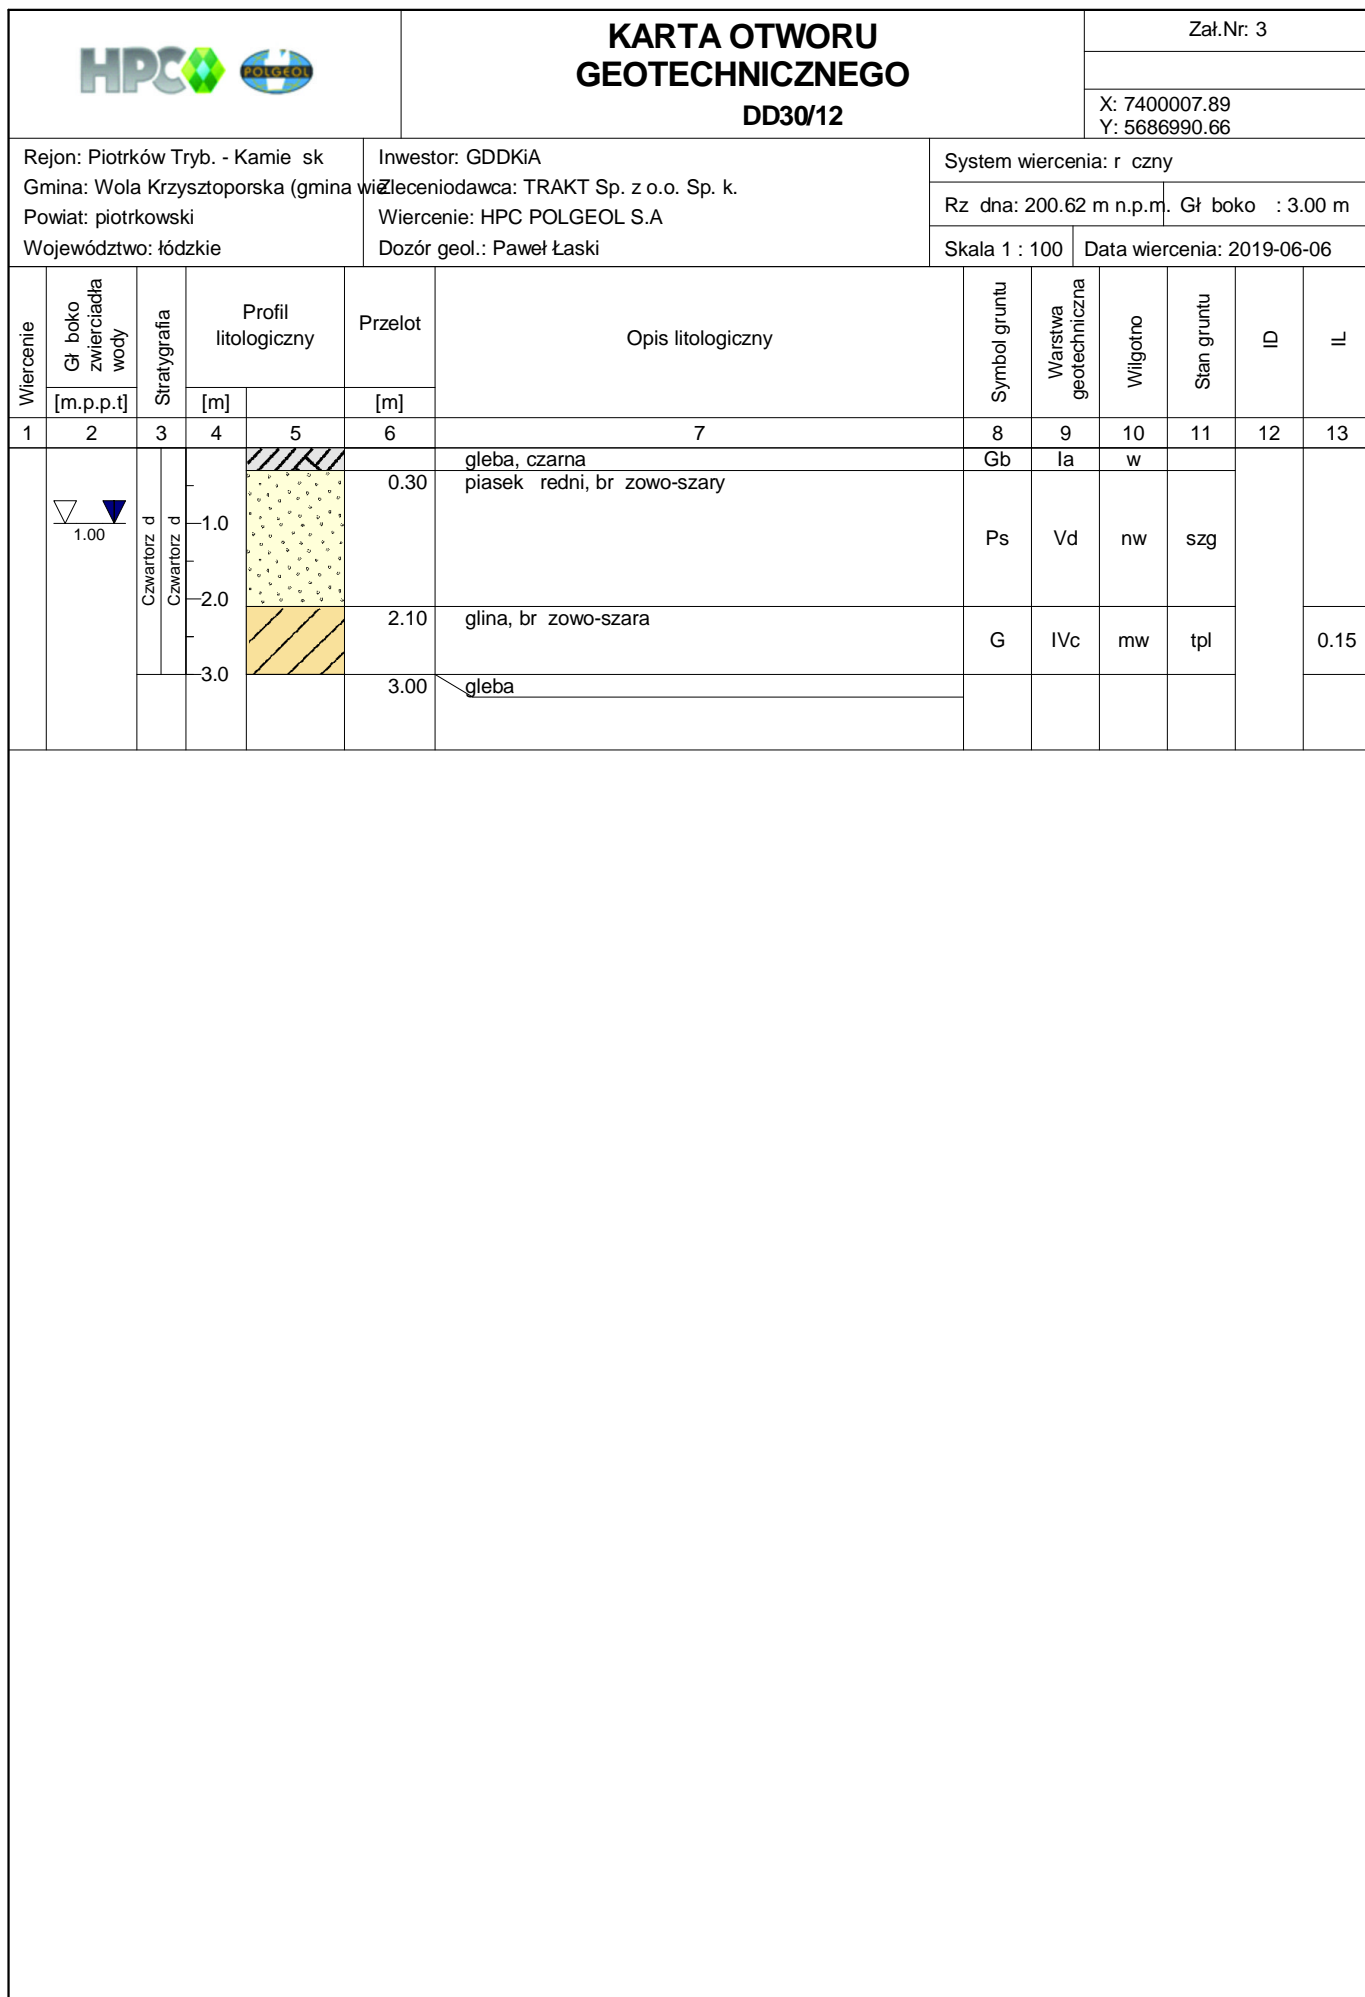 HPC POLGEOL
KARTA OTWORU
GEOTECHNICZNEGO
DD30/12
Zał.Nr: 3
X: 7400007.89
Y: 5686990.66
Rejon: Piotrków Tryb. - Kamie sk
Gmina: Wola Krzysztoporska (gmina wie
Powiat: piotrkowski
Województwo: łódzkie
Inwestor: GDDKiA
Zleceniodawca: TRAKT Sp. z o.o. Sp. k.
Wiercenie: HPC POLGEOL S.A
Dozór geol.: Paweł Łaski
System wiercenia: r czny
Rz dna: 200.62 m n.p.m. Gł boko : 3.00 m
Skala 1 : 100 Data wiercenia: 2019-06-06
Wiercenie
Gł boko
zwierciadła
wody
[m.p.p.t]
Stratygrafia
Profil
litologiczny
[m]
Przelot
[m]
Opis litologiczny
Symbol gruntu
Warstwa
geotechniczna
Wilgotno
Stan gruntu
ID
IL
1 2 3 4 5 6 7 8 9 10 11 12 13
gleba, czarna Gb Ia w
0.30 piasek redni, br zowo-szary
1.00
Czwartorz d
Czwartorz d
1.0
Ps Vd nw szg
2.0
2.10 glina, br zowo-szara
G IVc mw tpl 0.15
3.0
3.00 gleba